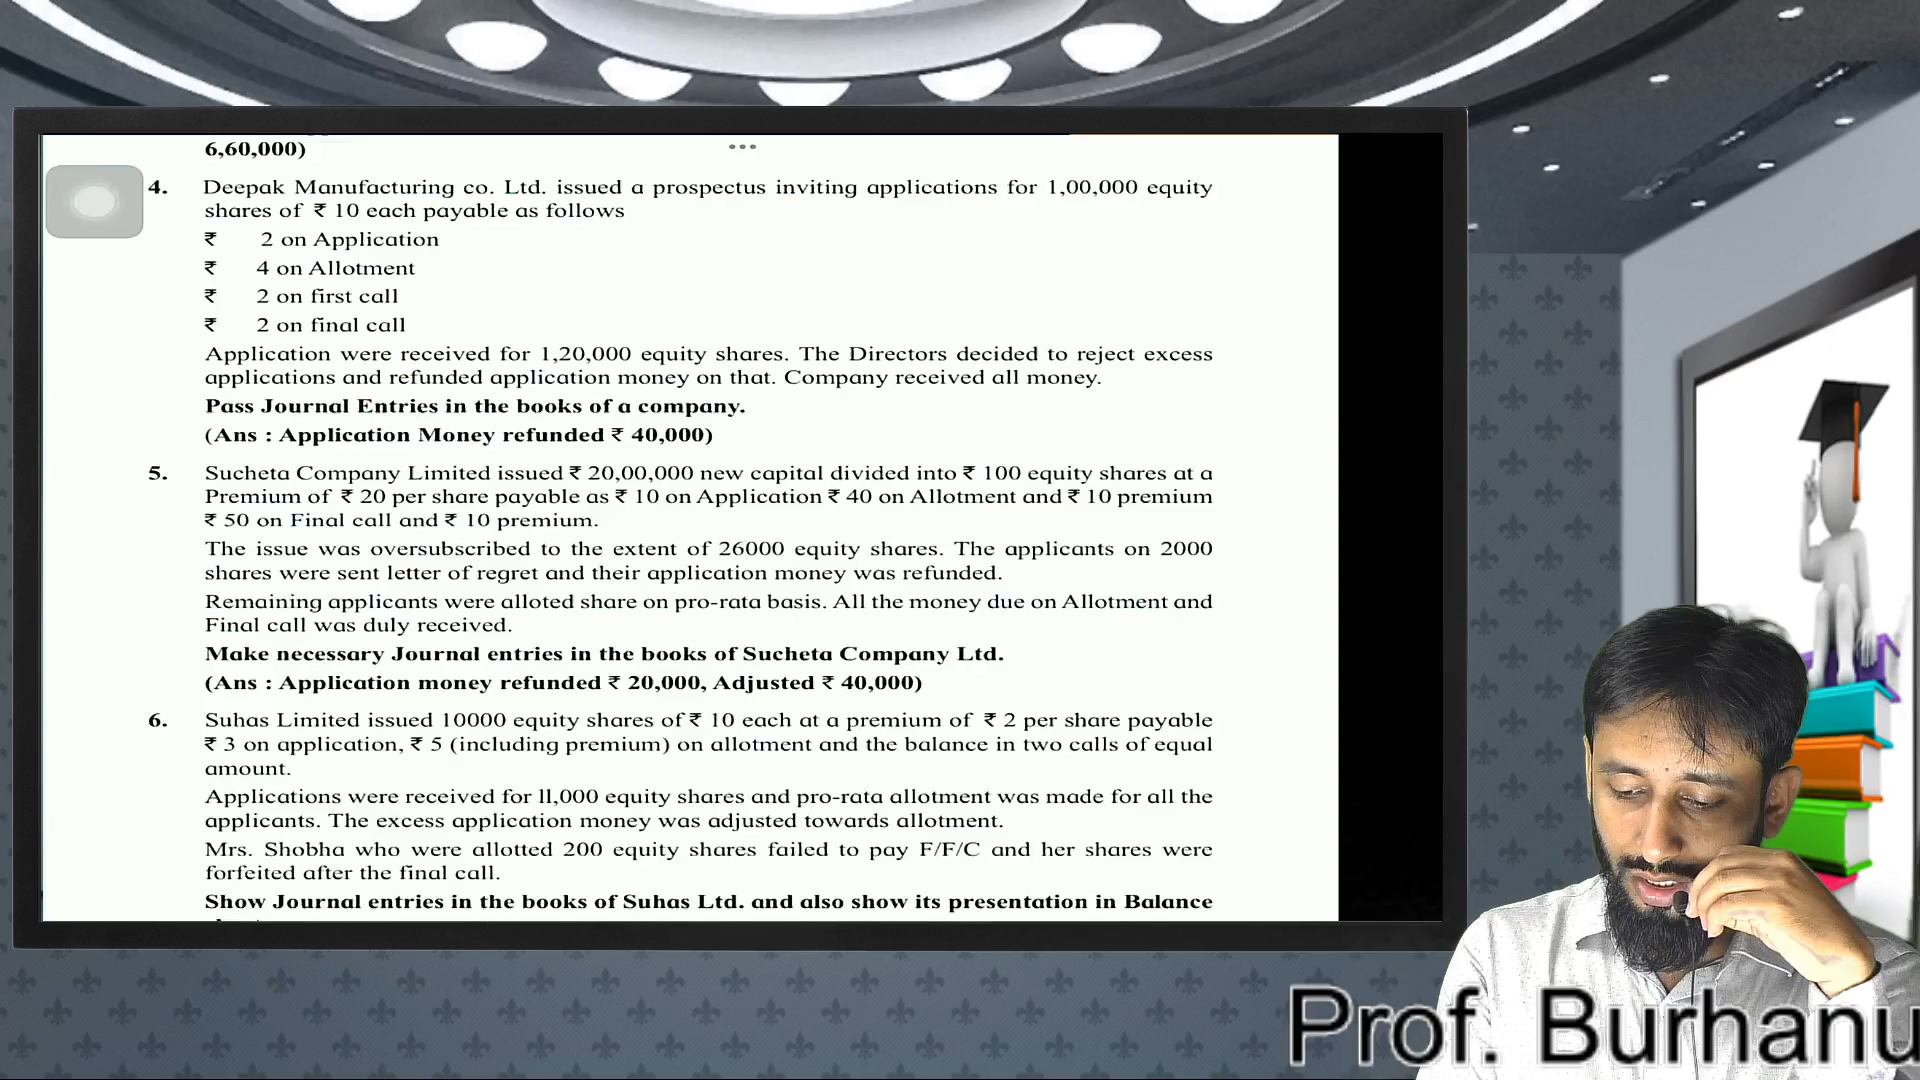 6,60,000)
4. Deepak Manufacturing co. Ltd. issued a prospectus inviting applications for 1,00,000 equity
shares of ₹ 10 each payable as follows
₹ 2 on Application
₹ 4 on Allotment
₹ 2 on first call
₹ 2 on final call
Application were received for 1,20,000 equity shares. The Directors decided to reject excess
applications and refunded application money on that. Company received all money.
Pass Journal Entries in the books of a company.
(Ans : Application Money refunded ₹ 40,000)
5. Sucheta Company Limited issued ₹ 20,00,000 new capital divided into ₹ 100 equity shares at a
Premium of ₹ 20 per share payable as ₹ 10 on Application ₹ 40 on Allotment and ₹ 10 premium
₹ 50 on Final call and ₹ 10 premium.
The issue was oversubscribed to the extent of 26000 equity shares. The applicants on 2000
shares were sent letter of regret and their application money was refunded.
Remaining applicants were alloted share on pro-rata basis. All the money due on Allotment and
Final call was duly received.
Make necessary Journal entries in the books of Sucheta Company Ltd.
(Ans : Application money refunded ₹ 20,000, Adjusted ₹ 40,000)
6. Suhas Limited issued 10000 equity shares of ₹ 10 each at a premium of ₹ 2 per share payable
₹ 3 on application, ₹ 5 (including premium) on allotment and the balance in two calls of equal
amount.
Applications were received for ll,000 equity shares and pro-rata allotment was made for all the
applicants. The excess application money was adjusted towards allotment.
Mrs. Shobha who were allotted 200 equity shares failed to pay F/F/C and her shares were
forfeited after the final call.
Show Journal entries in the books of Suhas Ltd. and also show its presentation in Balance
Prof. Burhanu